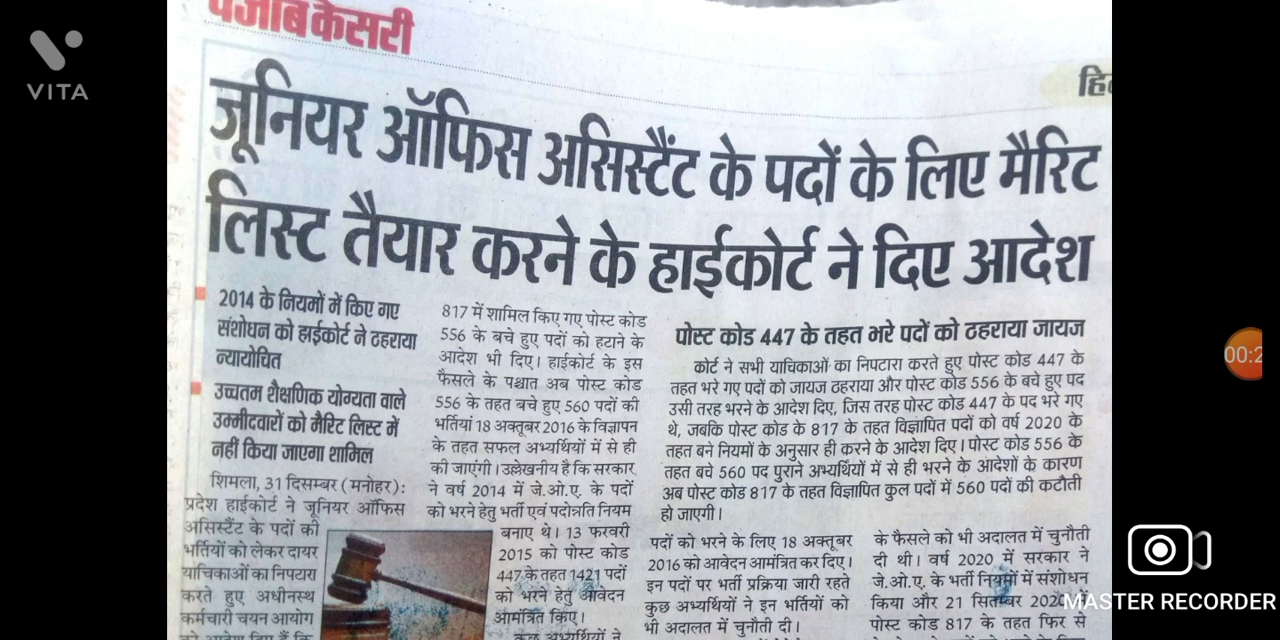 पंजाब केसरी
हि
जूनियर ऑफिस असिस्टैंट के पदों के लिए मैरिट
लिस्ट तैयार करने के हाईकोर्ट ने दिए आदेश
2014 के नियमों में किए गए
संशोधन को हाईकोर्ट ने ठहराया
न्यायोचित
उच्चतम शैक्षणिक योग्यता वाले
उम्मीदवारों को मैरिट लिस्ट में
नहीं किया जाएगा शामिल
शिमला, 31 दिसम्बर (मनोहर):
प्रदेश हाईकोर्ट ने जूनियर ऑफिस
असिस्टैंट के पदों की
भर्तियों को लेकर दायर
याचिकाओं का निपटारा
करते हुए अधीनस्थ
कर्मचारी चयन आयोग
को आदेश दिए हैं कि
817 में शामिल किए गए पोस्ट कोड
556 के बचे हुए पदों को हटाने के
आदेश भी दिए। हाईकोर्ट के इस
फैसले के पश्चात अब पोस्ट कोड
556 के तहत बचे हुए 560 पदों की
भर्तियां 18 अक्तूबर 2016 के विज्ञापन
के तहत सफल अभ्यर्थियों में से ही
की जाएंगी। उल्लेखनीय है कि सरकार
ने वर्ष 2014 में जे.ओ.ए. के पदों
को भरने हेतु भर्ती एवं पदोन्नति नियम
बनाए थे। 13 फरवरी
2015 को पोस्ट कोड
447 के तहत 1421 पदों
को भरने हेतु आवेदन
आमंत्रित किए।
कुछ अभ्यर्थियों ने
पोस्ट कोड 447 के तहत भरे पदों को ठहराया जायज
कोर्ट ने सभी याचिकाओं का निपटारा करते हुए पोस्ट कोड 447 के
तहत भरे गए पदों को जायज ठहराया और पोस्ट कोड 556 के बचे हुए पद
उसी तरह भरने के आदेश दिए, जिस तरह पोस्ट कोड 447 के पद भरे गए
थे, जबकि पोस्ट कोड के 817 के तहत विज्ञापित पदों को वर्ष 2020 के
तहत बने नियमों के अनुसार ही करने के आदेश दिए। पोस्ट कोड 556 के
तहत बचे 560 पद पुराने अभ्यर्थियों में से ही भरने के आदेशों के कारण
अब पोस्ट कोड 817 के तहत विज्ञापित कुल पदों में 560 पदों की कटौती
हो जाएगी।
पदों को भरने के लिए 18 अक्तूबर
2016 को आवेदन आमंत्रित कर दिए।
इन पदों पर भर्ती प्रक्रिया जारी रहते
कुछ अभ्यर्थियों ने इन भर्तियों को
भी अदालत में चुनौती दी।
के फैसले को भी अदालत में चुनौती
दी थी। वर्ष 2020 में सरकार ने
जे.ओ.ए. के भर्ती नियमों में संशोधन
किया और 21 सितम्बर 2020 में
पोस्ट कोड 817 के तहत फिर से
VITA
00:2
MASTER RECORDER